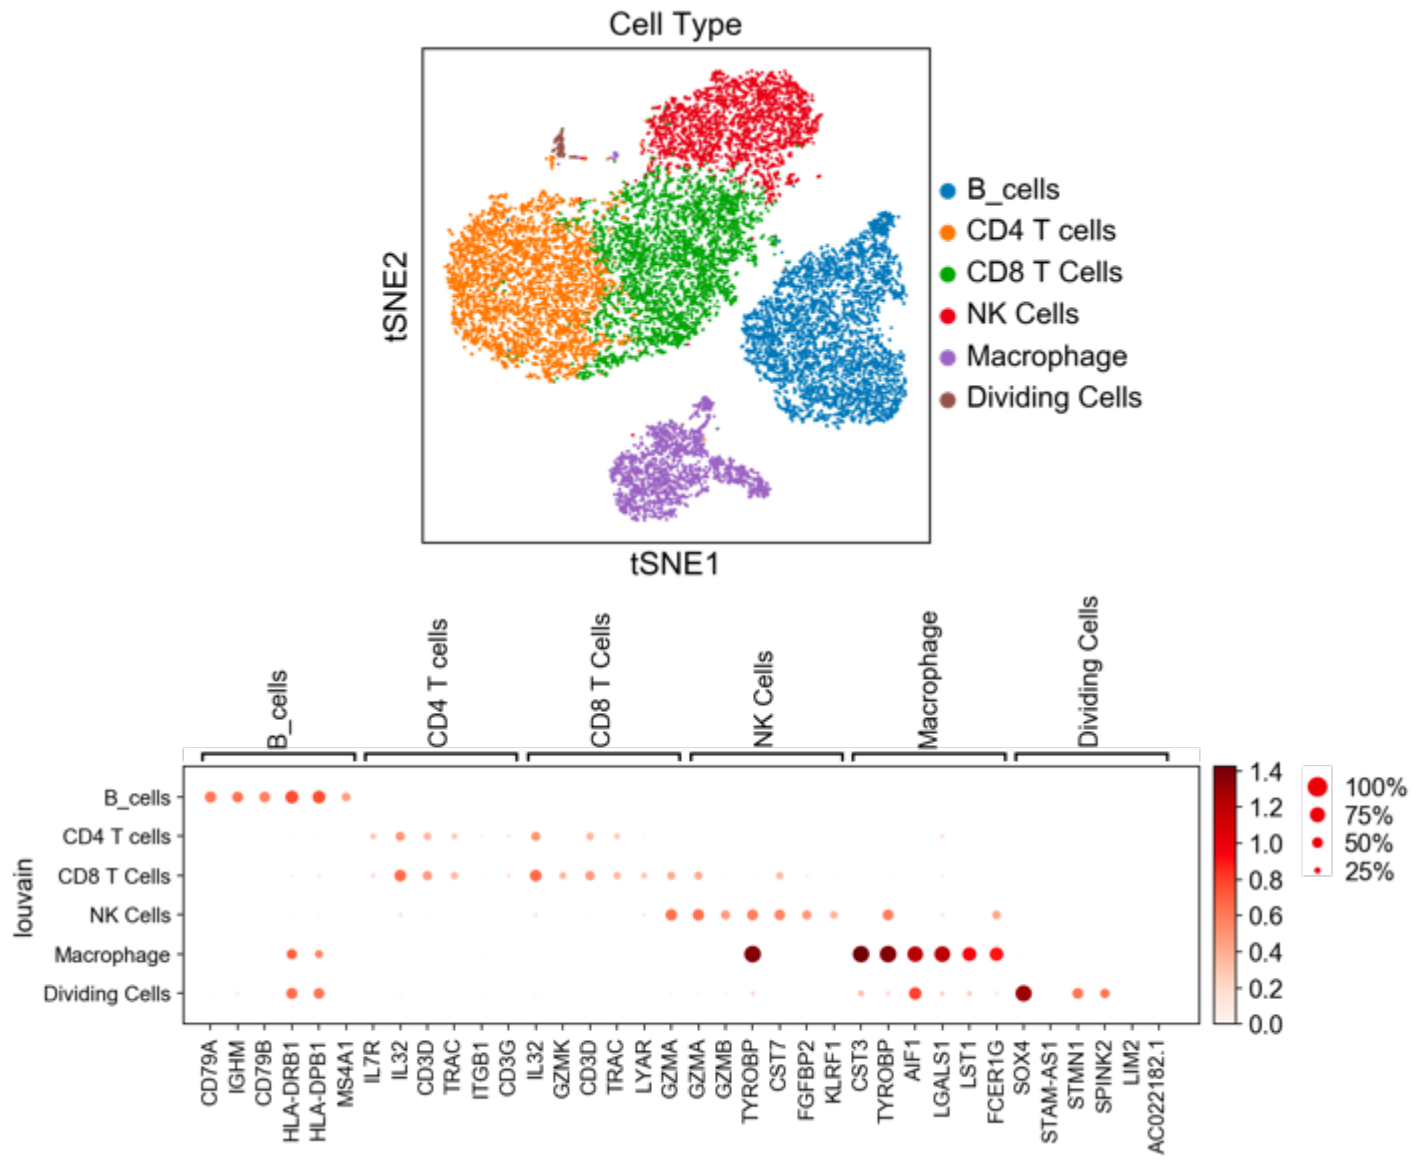 Cell Type
tSNE2
tSNE1
B_cells
CD4 T cells
CD8 T Cells
NK Cells
Macrophage
Dividing Cells
B_cells
CD4 T cells
CD8 T Cells
NK Cells
Macrophage
Dividing Cells
louvain
B_cells
CD4 T cells
CD8 T Cells
NK Cells
Macrophage
Dividing Cells
1.4
1.2
1.0
0.8
0.6
0.4
0.2
0.0
100%
75%
50%
25%
CD79A
IGHM
CD79B
HLA-DRB1
HLA-DPB1
MS4A1
IL7R
IL32
CD3D
TRAC
ITGB1
CD3G
IL32
GZMK
CD3D
TRAC
LYAR
GZMA
GZMA
GZMB
TYROBP
CST7
FGFBP2
KLRF1
CST3
TYROBP
AIF1
LGALS1
LST1
FCER1G
SOX4
STAM-AS1
STMN1
SPINK2
LIM2
AC022182.1